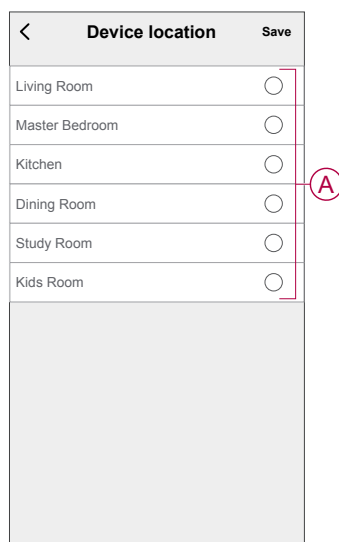 Device location Save
Living Room
Master Bedroom
Kitchen
A
Dining Room
Study Room
Kids Room